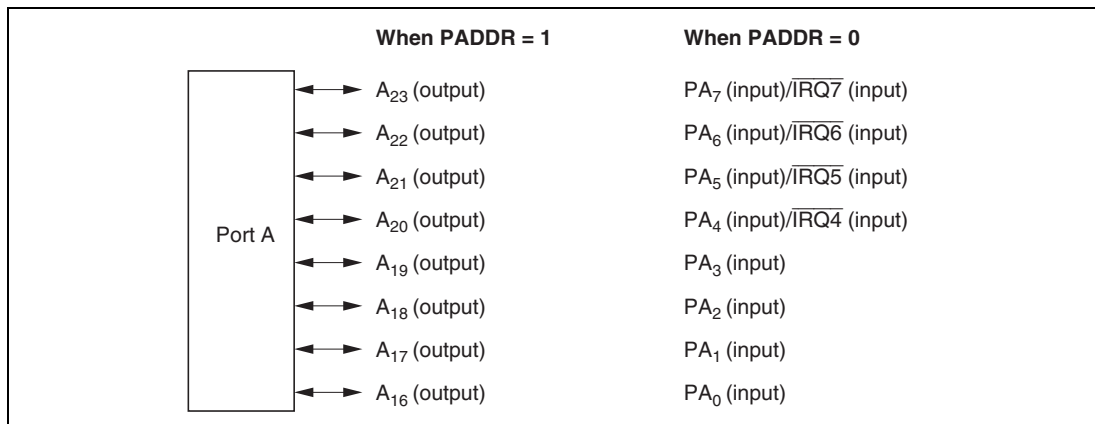 When PADDR = 1 When PADDR = 0
A23 (output) PA7 (input)/IRQ7 (input)
A22 (output) PA6 (input)/IRQ6 (input)
A21 (output) PA5 (input)/IRQ5 (input)
A20 (output) PA4 (input)/IRQ4 (input)
Port A
A19 (output) PA3 (input)
A18 (output) PA2 (input)
A17 (output) PA1 (input)
A16 (output) PA0 (input)